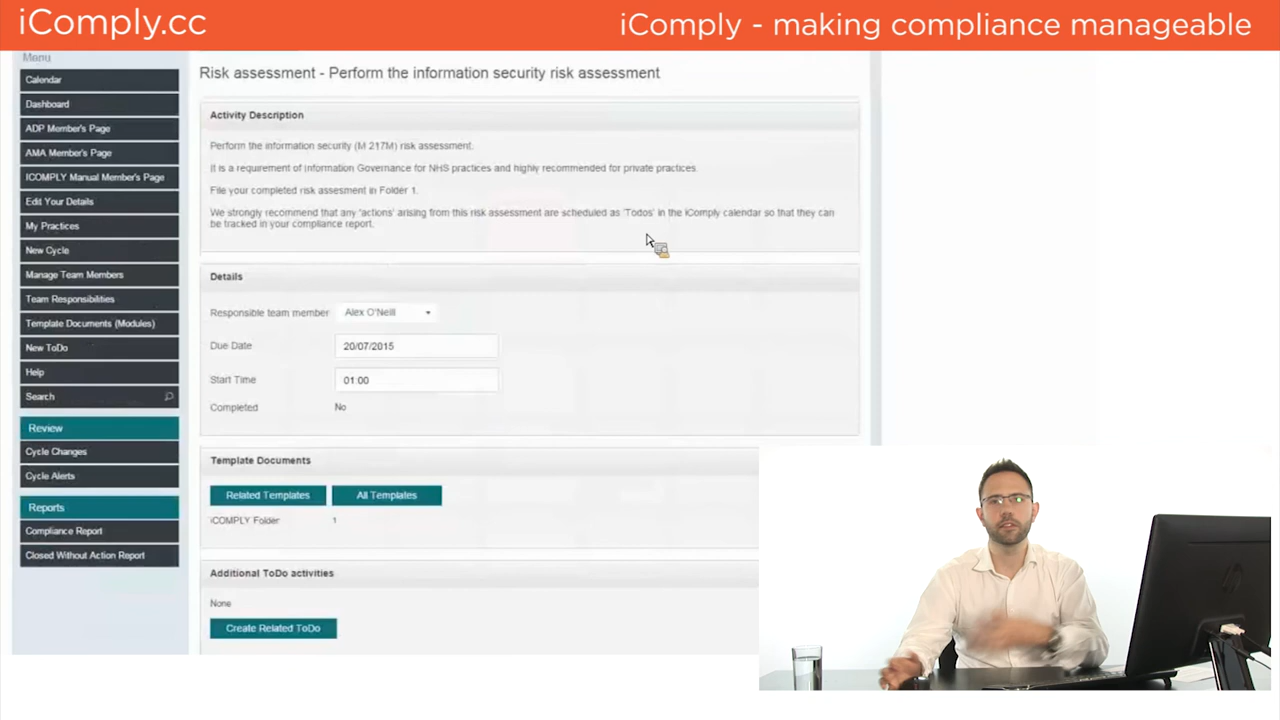 iComply.cc
iComply - making compliance manageable
Menu
Calendar
Dashboard
ADP Member's Page
AMA Member's Page
ICOMPLY Manual Member's Page
Edit Your Details
My Practices
New Cycle
Manage Team Members
Team Responsibilities
Template Documents (Modules)
New ToDo
Help
Search
Review
Cycle Changes
Cycle Alerts
Reports
Compliance Report
Closed Without Action Report
Risk assessment - Perform the information security risk assessment
Activity Description
Perform the information security (M 217M) risk assessment.
It is a requirement of Information Governance for NHS practices and highly recommended for private practices.
File your completed risk assesment in Folder 1.
We strongly recommend that any 'actions' arising from this risk assessment are scheduled as 'Todos' in the iComply calendar so that they can
be tracked in your compliance report.
Details
Responsible team member Alex O'Neill
Due Date 20/07/2015
Start Time 01:00
Completed No
Template Documents
Related Templates All Templates
iCOMPLY Folder 1
Additional ToDo activities
None
Create Related ToDo